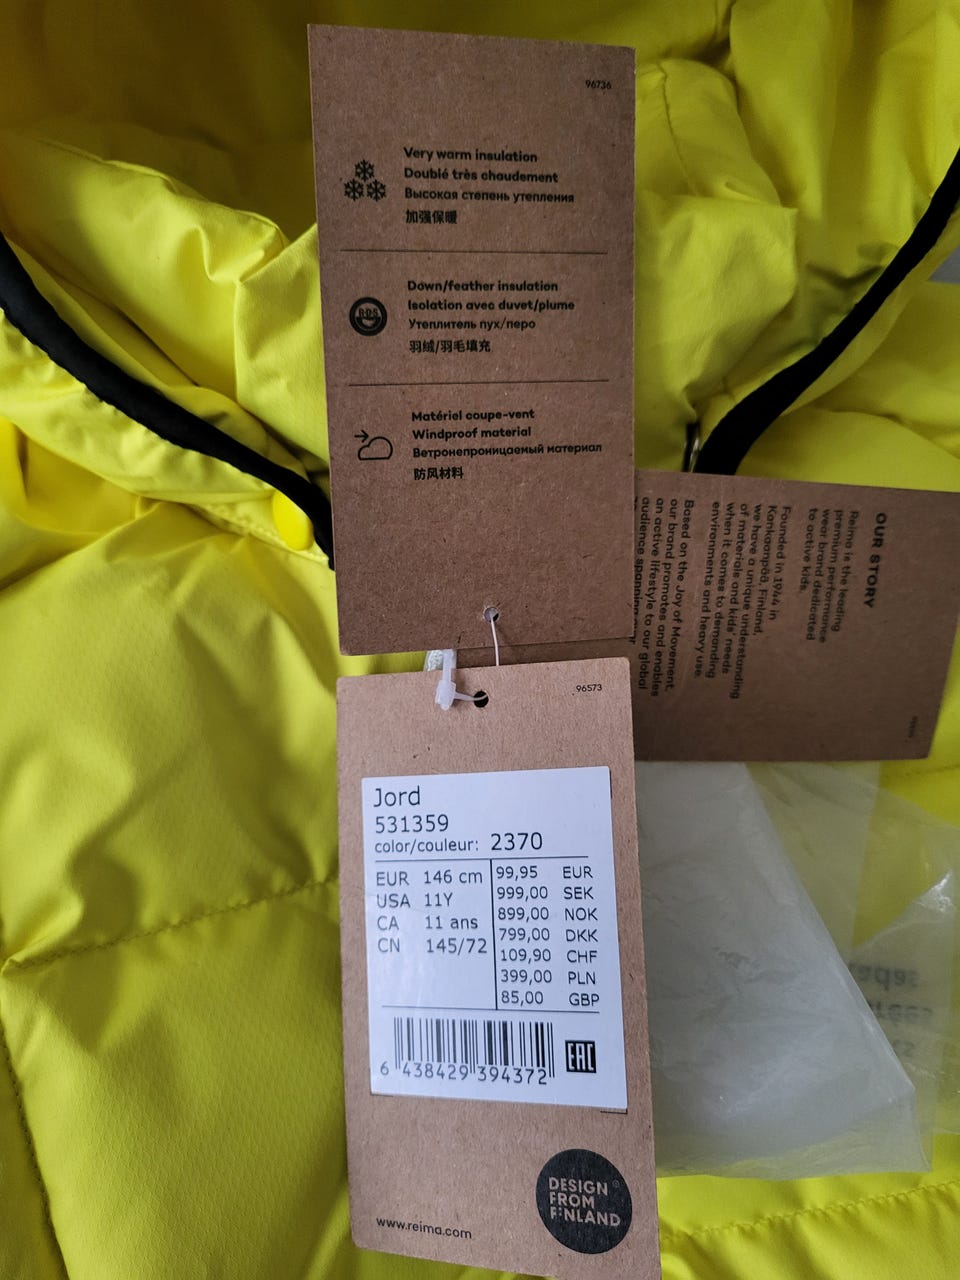 96736
Very warm insulation
Doublé très chaudement
Высокая степень утепления
加强保暖
RDS
Down/feather insulation
Isolation avec duvet/plume
Утеплитель пух/перо
羽绒/羽毛填充
Matériel coupe-vent
Windproof material
Ветронепроницаемый материал
防风材料
OUR STORY
Reima is the leading
premium performance
wear brand dedicated
to active kids.
Founded in 1944 in
Kankaanpää, Finland,
we have a unique understanding
of materials and kids' needs
when it comes to demanding
environments and heavy use.
Based on the Joy of Movement,
our brand promotes and enables
an active lifestyle to our global
audience spanning over
96573
Jord
531359
color/couleur: 2370
EUR 146 cm
USA 11Y
CA 11 ans
CN 145/72
99,95 EUR
999,00 SEK
899,00 NOK
799,00 DKK
109,90 CHF
399,00 PLN
85,00 GBP
6 438429 394372
EAC
DESIGN
FROM
FINLAND
www.reima.com